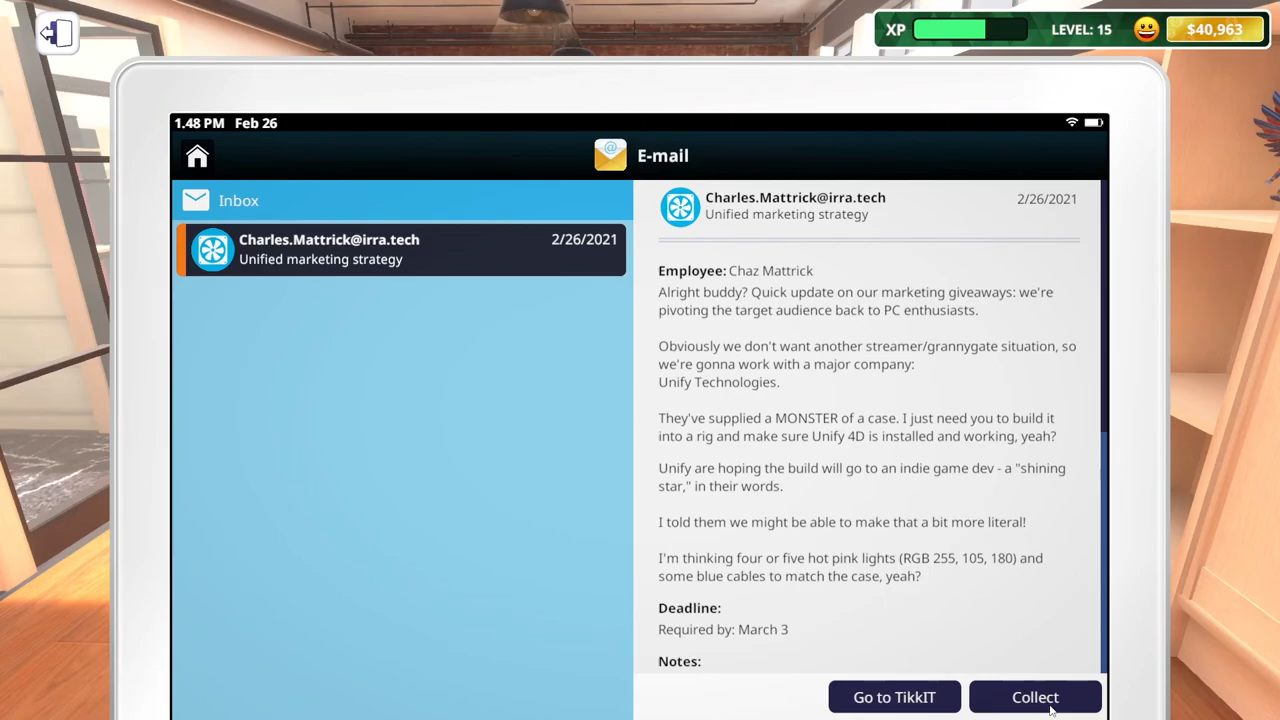 XP LEVEL: 15 $40,963
1.48 PM Feb 26
E-mail
Inbox
Charles.Mattrick@irra.tech 2/26/2021
Unified marketing strategy
Charles.Mattrick@irra.tech 2/26/2021
Unified marketing strategy
Employee: Chaz Mattrick
Alright buddy? Quick update on our marketing giveaways: we're
pivoting the target audience back to PC enthusiasts.
Obviously we don't want another streamer/grannygate situation, so
we're gonna work with a major company:
Unify Technologies.
They've supplied a MONSTER of a case. I just need you to build it
into a rig and make sure Unify 4D is installed and working, yeah?
Unify are hoping the build will go to an indie game dev - a "shining
star," in their words.
I told them we might be able to make that a bit more literal!
I'm thinking four or five hot pink lights (RGB 255, 105, 180) and
some blue cables to match the case, yeah?
Deadline:
Required by: March 3
Notes:
Go to TikkIT Collect